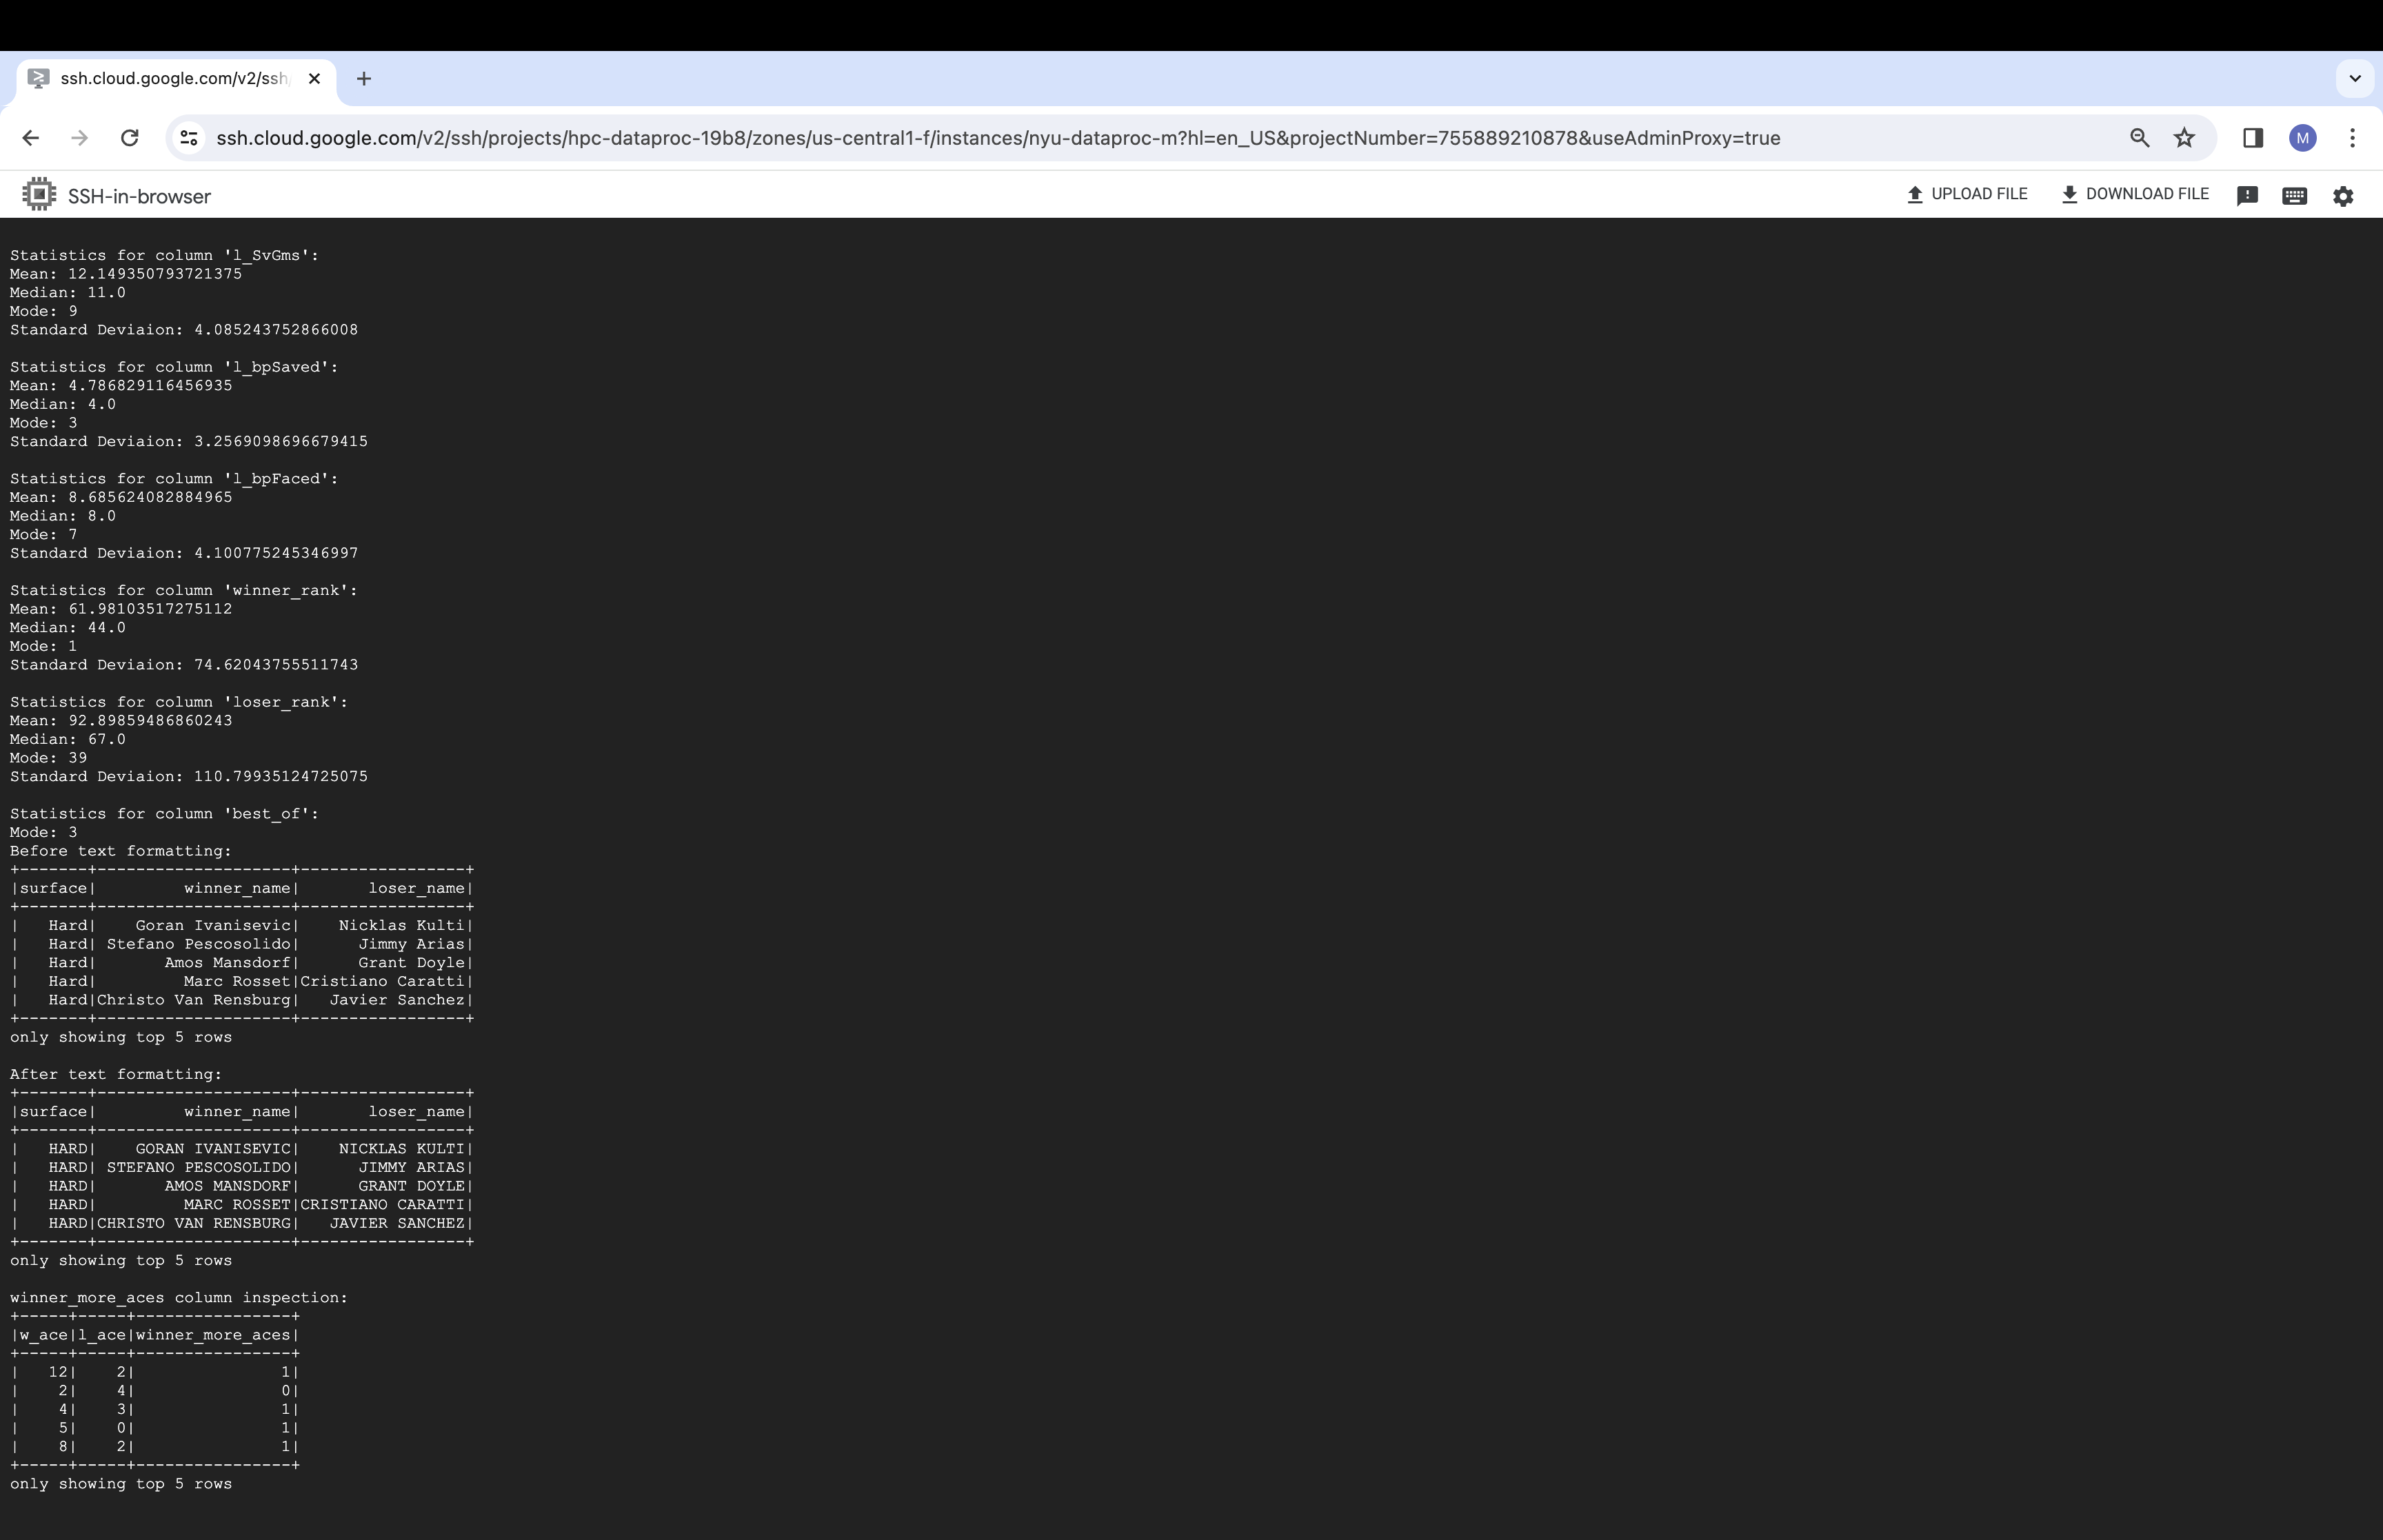 ssh.cloud.google.com/v2/ssh
ssh.cloud.google.com/v2/ssh/projects/hpc-dataproc-19b8/zones/us-central1-f/instances/nyu-dataproc-m?hl=en_US&projectNumber=755889210878&useAdminProxy=true
M
SSH-in-browser
UPLOAD FILE
DOWNLOAD FILE
Statistics for column 'l_SvGms':
Mean: 12.149350793721375
Median: 11.0
Mode: 9
Standard Deviaion: 4.085243752866008
Statistics for column 'l_bpSaved':
Mean: 4.786829116456935
Median: 4.0
Mode: 3
Standard Deviaion: 3.2569098696679415
Statistics for column 'l_bpFaced':
Mean: 8.685624082884965
Median: 8.0
Mode: 7
Standard Deviaion: 4.100775245346997
Statistics for column 'winner_rank':
Mean: 61.98103517275112
Median: 44.0
Mode: 1
Standard Deviaion: 74.62043755511743
Statistics for column 'loser_rank':
Mean: 92.89859486860243
Median: 67.0
Mode: 39
Standard Deviaion: 110.79935124725075
Statistics for column 'best_of':
Mode: 3
Before text formatting:
+-------+--------------------+-----------------+
|surface|         winner_name|       loser_name|
+-------+--------------------+-----------------+
|   Hard|    Goran Ivanisevic|    Nicklas Kulti|
|   Hard| Stefano Pescosolido|      Jimmy Arias|
|   Hard|       Amos Mansdorf|      Grant Doyle|
|   Hard|         Marc Rosset|Cristiano Caratti|
|   Hard|Christo Van Rensburg|   Javier Sanchez|
+-------+--------------------+-----------------+
only showing top 5 rows
After text formatting:
+-------+--------------------+-----------------+
|surface|         winner_name|       loser_name|
+-------+--------------------+-----------------+
|   HARD|    GORAN IVANISEVIC|    NICKLAS KULTI|
|   HARD| STEFANO PESCOSOLIDO|      JIMMY ARIAS|
|   HARD|       AMOS MANSDORF|      GRANT DOYLE|
|   HARD|         MARC ROSSET|CRISTIANO CARATTI|
|   HARD|CHRISTO VAN RENSBURG|   JAVIER SANCHEZ|
+-------+--------------------+-----------------+
only showing top 5 rows
winner_more_aces column inspection:
+-----+-----+----------------+
|w_ace|l_ace|winner_more_aces|
+-----+-----+----------------+
|   12|    2|               1|
|    2|    4|               0|
|    4|    3|               1|
|    5|    0|               1|
|    8|    2|               1|
+-----+-----+----------------+
only showing top 5 rows